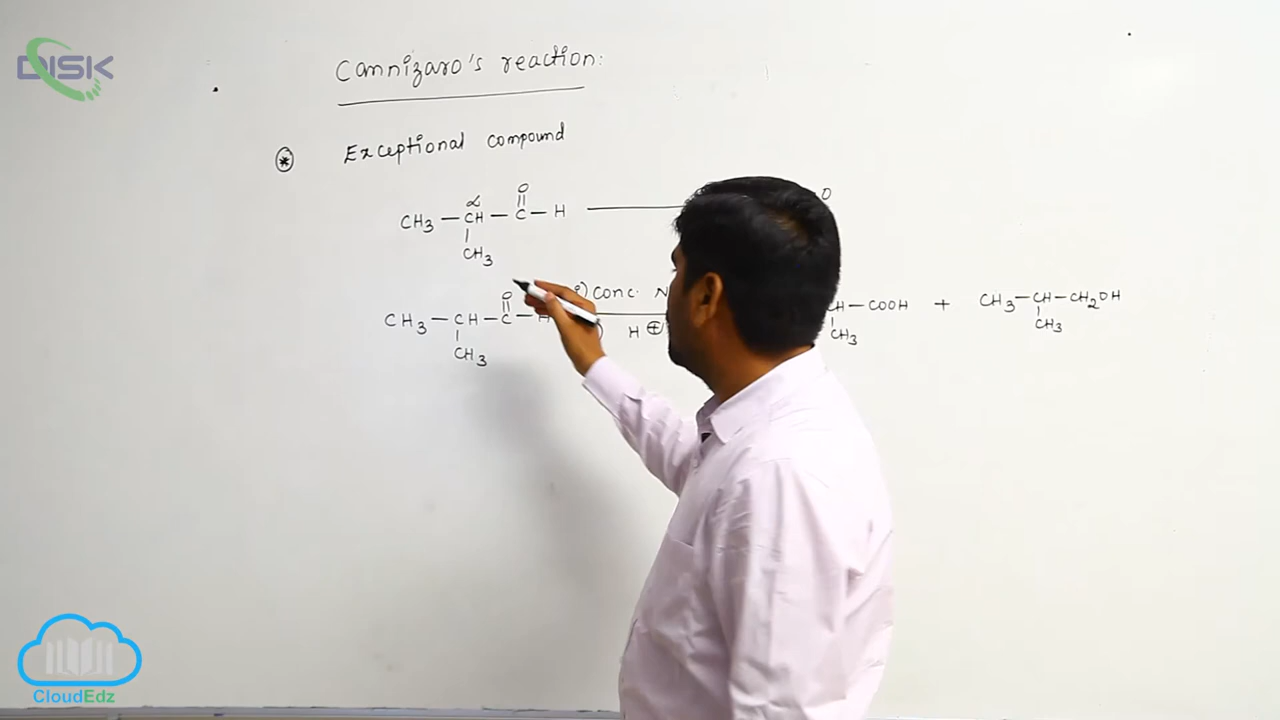 DISK
Cannizaro's reaction:
* Exceptional compound
α O O
CH3 — CH — C — H
CH3
O i) Conc. N
CH3 — CH — C — H CH — COOH + CH3 — CH — CH2OH
H⊕
CH3 CH3 CH3
CloudEdz